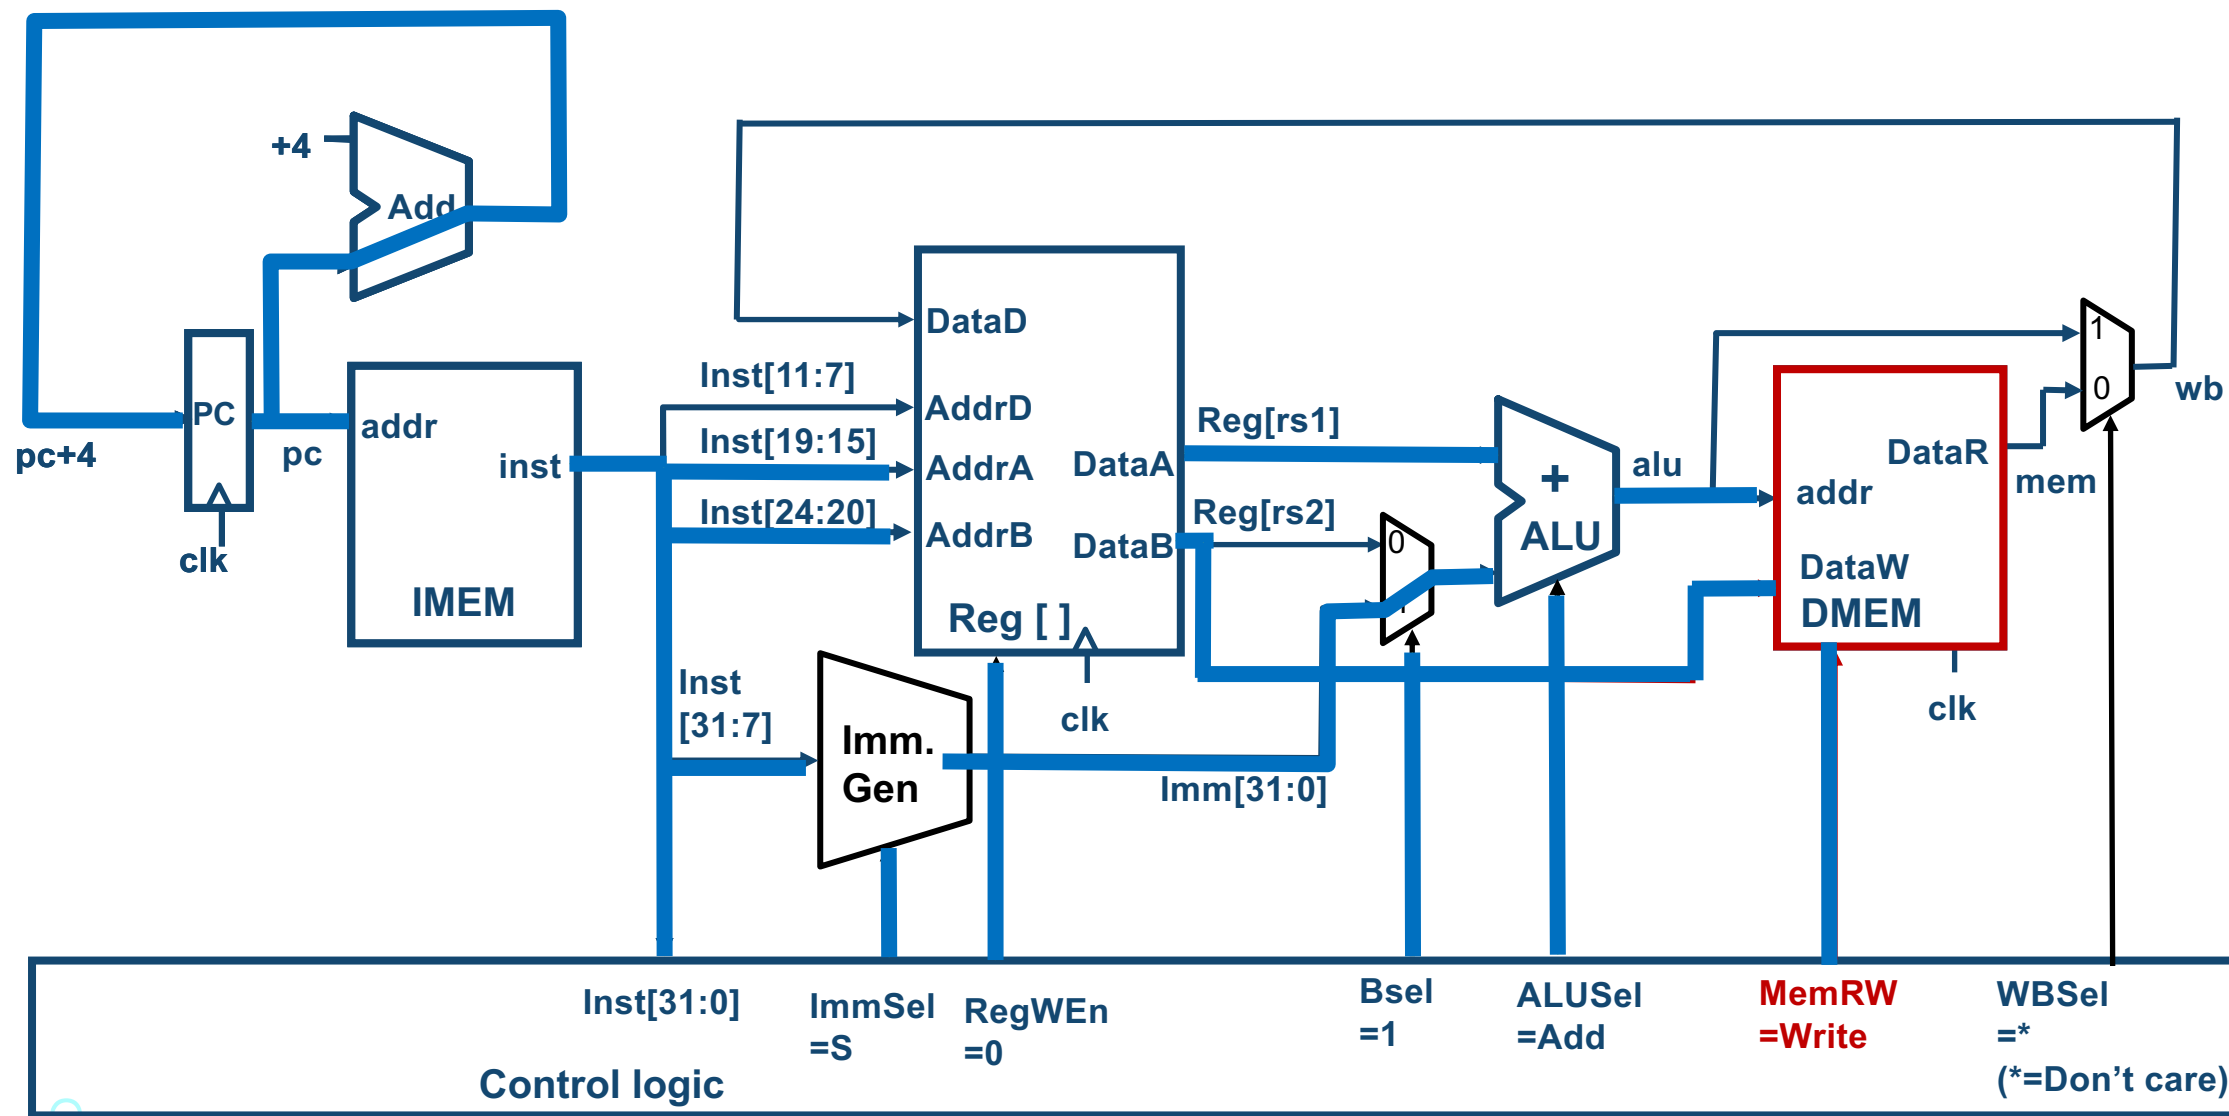 +4
Add
DataD
1
Inst[11:7]
0
wb
PC
addr
AddrD
Reg[rs1]
pc+4
pc
inst
Inst[19:15]
AddrA
DataA
+
alu
DataR
mem
addr
Inst[24:20]
AddrB
DataB
Reg[rs2]
0
ALU
clk
DataW
IMEM
Reg [ ]
DMEM
Inst
[31:7]
clk
clk
Imm.
Gen
Imm[31:0]
Inst[31:0]
ImmSel
=S
RegWEn
=0
Bsel
=1
ALUSel
=Add
MemRW
=Write
WBSel
=*
(*=Don't care)
Control logic